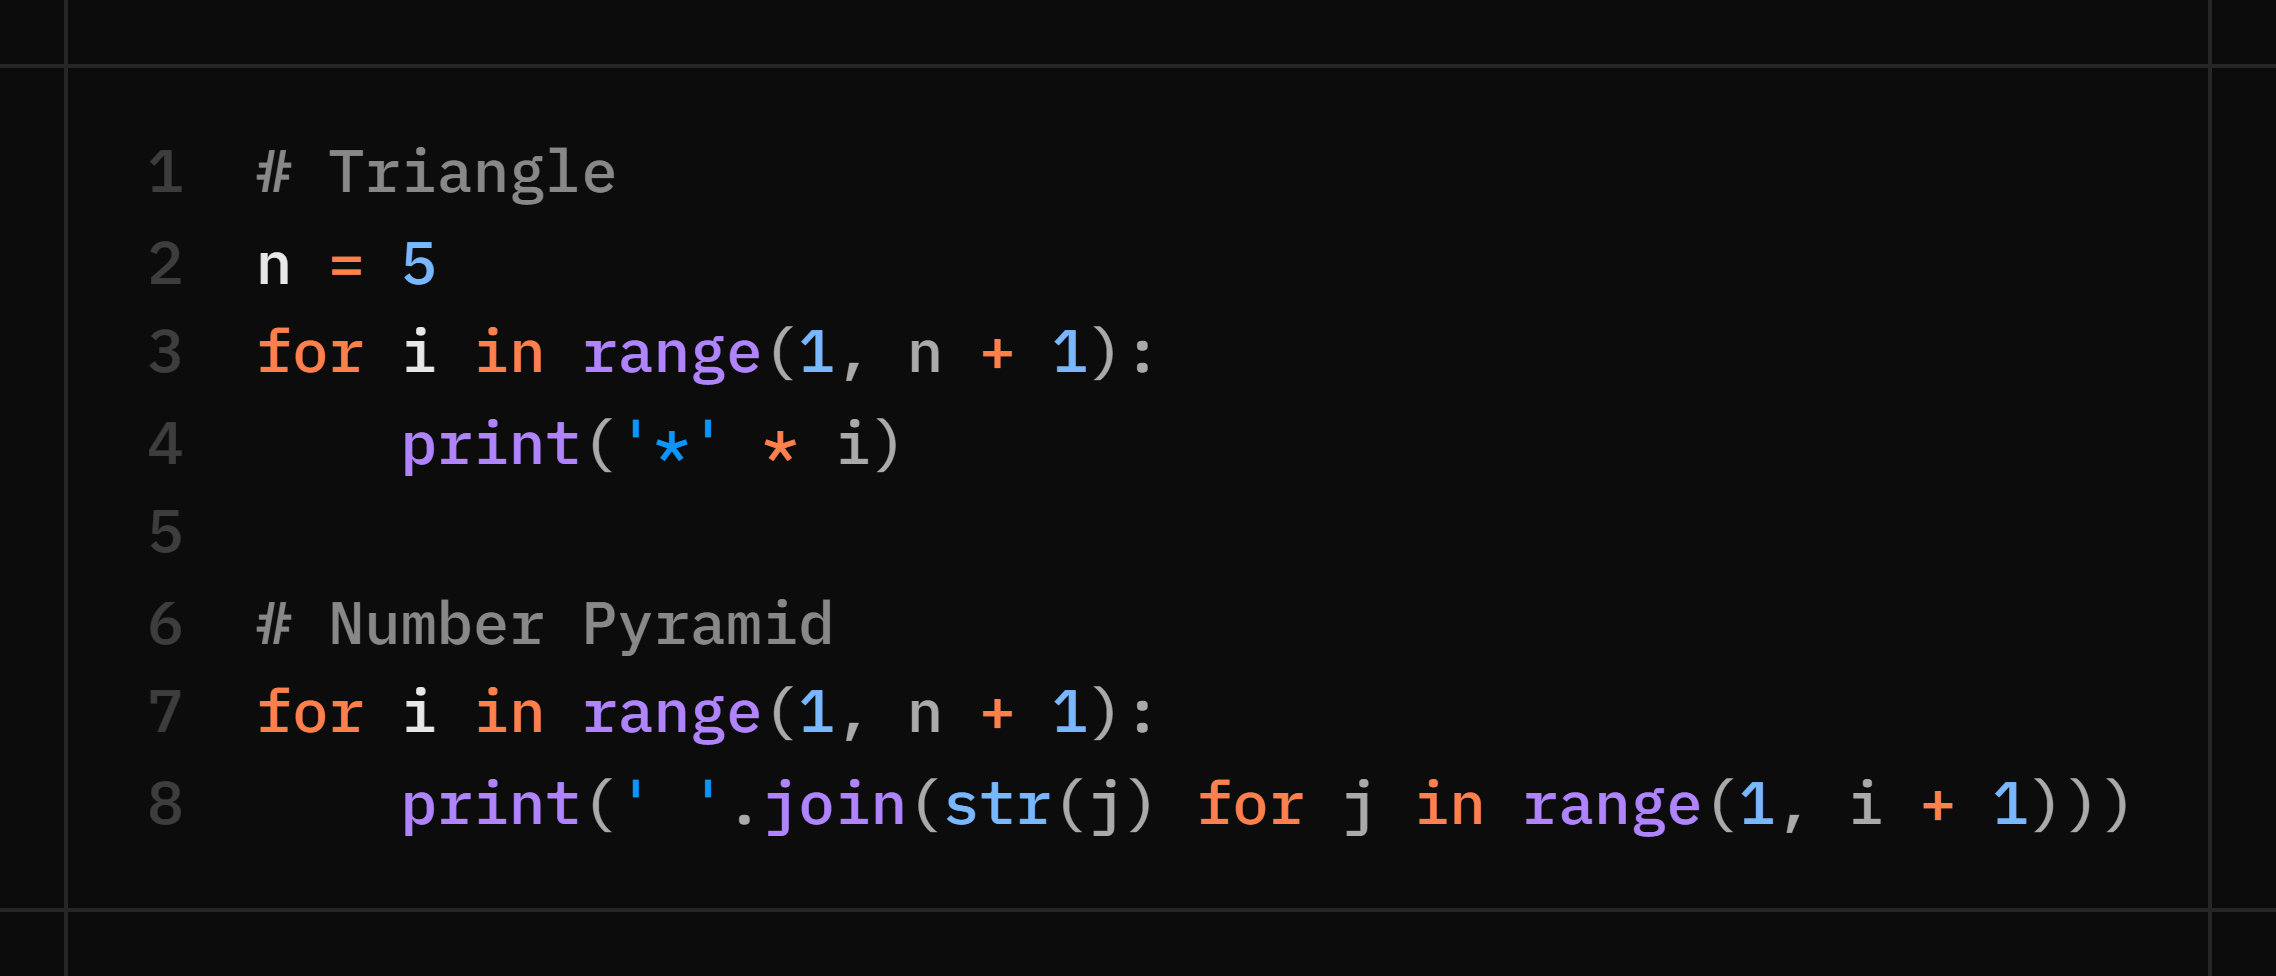 1 # Triangle
2 n = 5
3 for i in range(1, n + 1):
4     print('*' * i)
5
6 # Number Pyramid
7 for i in range(1, n + 1):
8     print(' '.join(str(j) for j in range(1, i + 1)))